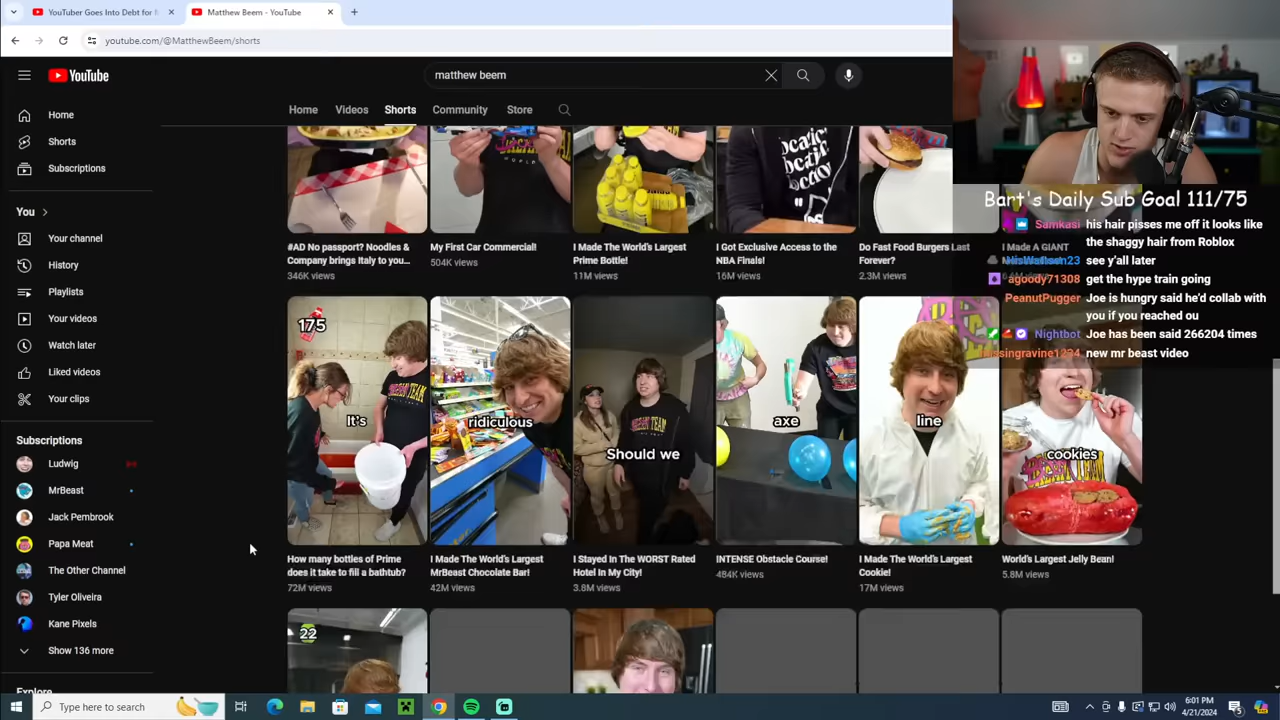 YouTuber Goes Into Debt for
Matthew Beem - YouTube
youtube.com/@MatthewBeem/shorts
YouTube
matthew beem
Home Videos Shorts Community Store
Home
Shorts
Subscriptions
You
Your channel
History
Playlists
Your videos
Watch later
Liked videos
Your clips
Subscriptions
Ludwig
MrBeast
Jack Pembrook
Papa Meat
The Other Channel
Tyler Oliveira
Kane Pixels
Show 136 more
Explore
#AD No passport? Noodles &
Company brings Italy to you...
346K views
My First Car Commercial!
504K views
I Made The World's Largest
Prime Bottle!
11M views
I Got Exclusive Access to the
NBA Finals!
16M views
Do Fast Food Burgers Last
Forever?
2.3M views
I Made A GIANT
175
It's
ridiculous
Should we
axe
line
cookies
How many bottles of Prime
does it take to fill a bathtub?
72M views
I Made The World's Largest
MrBeast Chocolate Bar!
42M views
I Stayed In The WORST Rated
Hotel In My City!
3.8M views
INTENSE Obstacle Course!
484K views
I Made The World's Largest
Cookie!
17M views
World's Largest Jelly Bean!
5.8M views
22
Bart's Daily Sub Goal 111/75
Samkasi his hair pisses me off it looks like
the shaggy hair from Roblox
see y'all later
agoody71308 get the hype train going
PeanutPugger Joe is hungry said he'd collab with
you if you reached ou
Nightbot Joe has been said 266204 times
new mr beast video
Type here to search
6:01 PM
4/21/2024